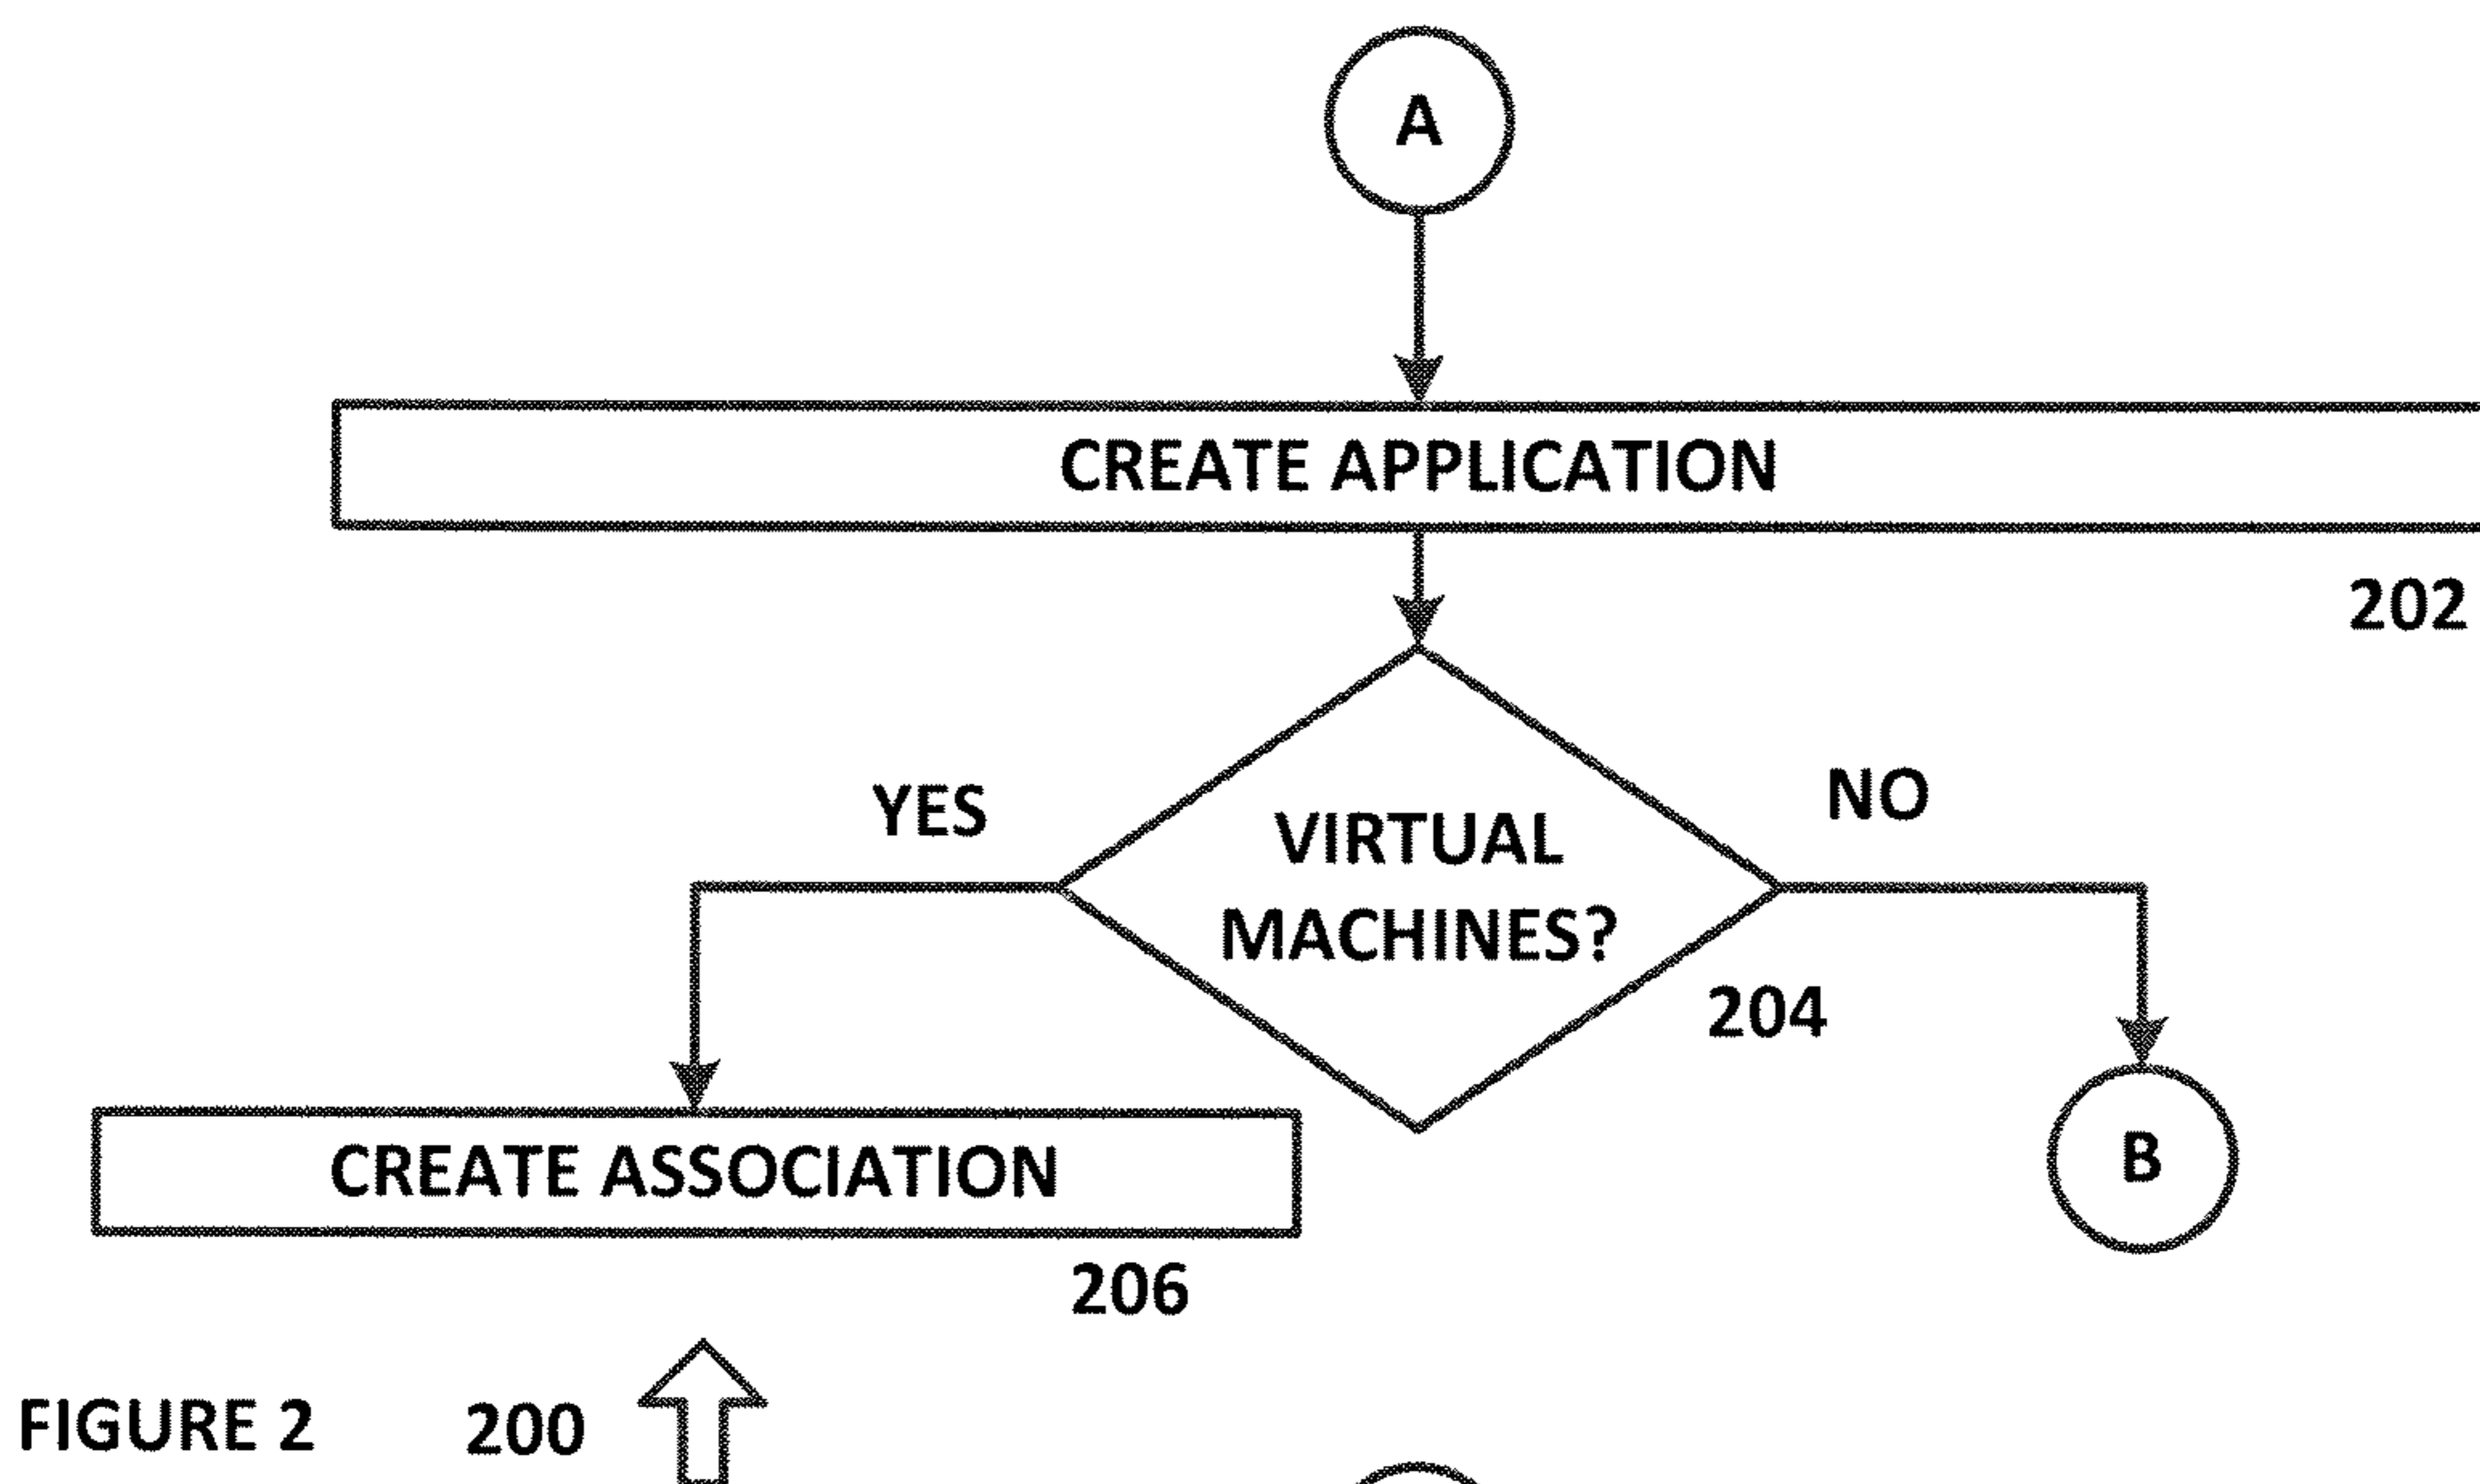 A
CREATE APPLICATION
202
YES
NO
VIRTUAL
MACHINES?
204
B
CREATE ASSOCIATION
206
FIGURE 2
200